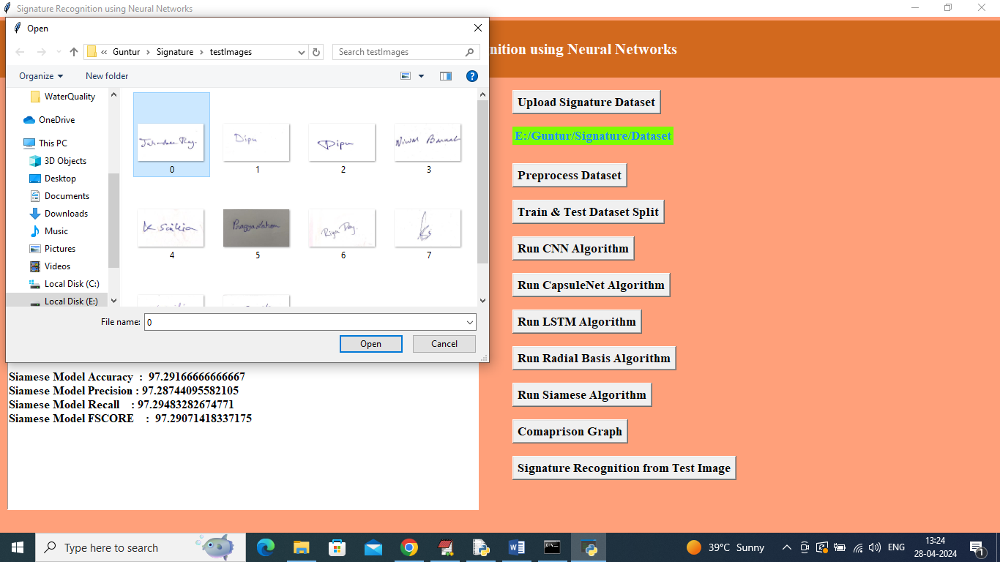 Signature Recognition using Neural Networks
Open
« Guntur › Signature › testImages
Search testImages
Organize
New folder
WaterQuality
OneDrive
This PC
3D Objects
Desktop
Documents
Downloads
Music
Pictures
Videos
Local Disk (C:)
Local Disk (E:)
Dipu
Dipu
0
1
2
3
4
5
6
7
File name: 0
Open
Cancel
nition using Neural Networks
Upload Signature Dataset
E:/Guntur/Signature/Dataset
Preprocess Dataset
Train & Test Dataset Split
Run CNN Algorithm
Run CapsuleNet Algorithm
Run LSTM Algorithm
Run Radial Basis Algorithm
Run Siamese Algorithm
Comaprison Graph
Signature Recognition from Test Image
Siamese Model Accuracy : 97.29166666666667
Siamese Model Precision : 97.28744095582105
Siamese Model Recall : 97.29483282674771
Siamese Model FSCORE : 97.29071418337175
Type here to search
39°C Sunny
ENG
13:24
28-04-2024
1